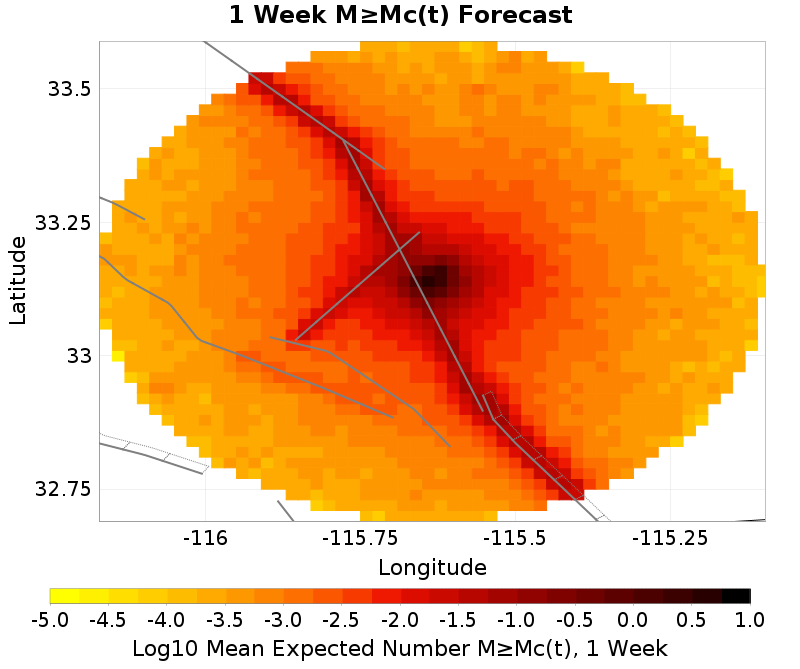 1 Week M≥Mc(t) Forecast
33.5
33.25
33
32.75
Latitude
-116 -115.75 -115.5 -115.25
Longitude
-5.0 -4.5 -4.0 -3.5 -3.0 -2.5 -2.0 -1.5 -1.0 -0.5 0.0 0.5 1.0
Log10 Mean Expected Number M≥Mc(t), 1 Week